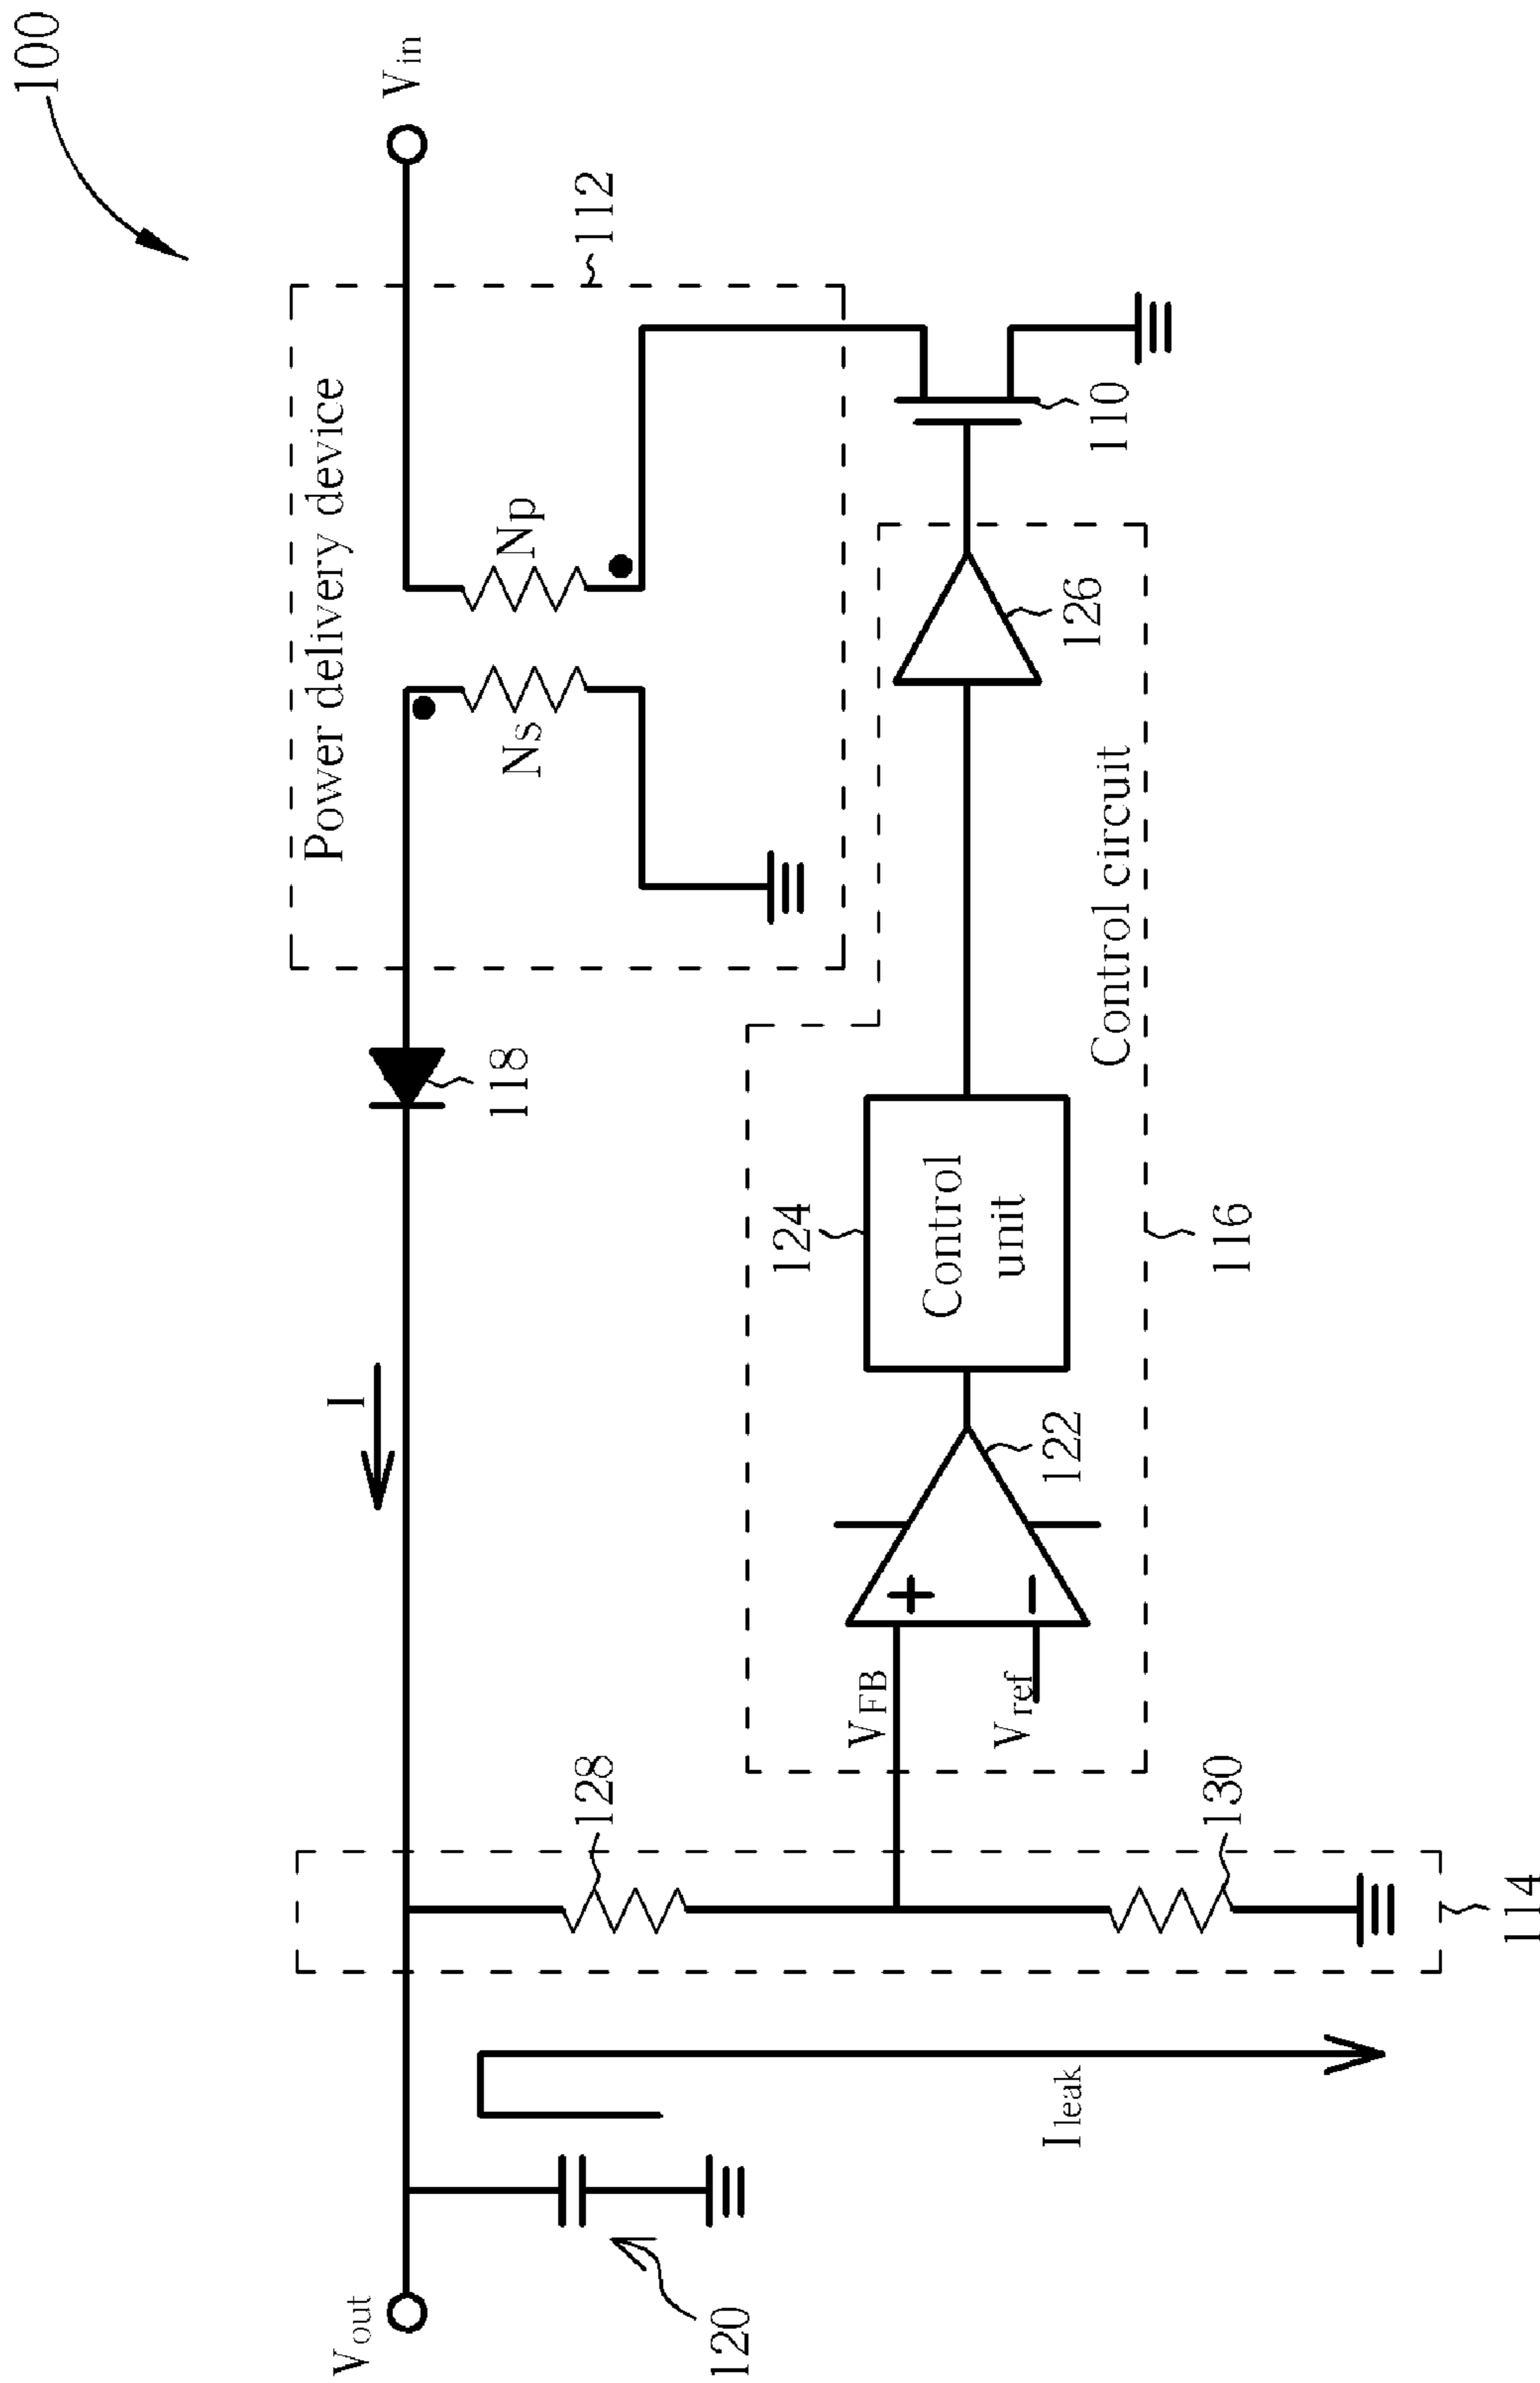 100
Vin
112
Power delivery device
Np
Ns
110
126
Control circuit
118
124
Control
unit
116
I
122
+
−
VFB
Vref
128
130
114
Ileak
Vout
120